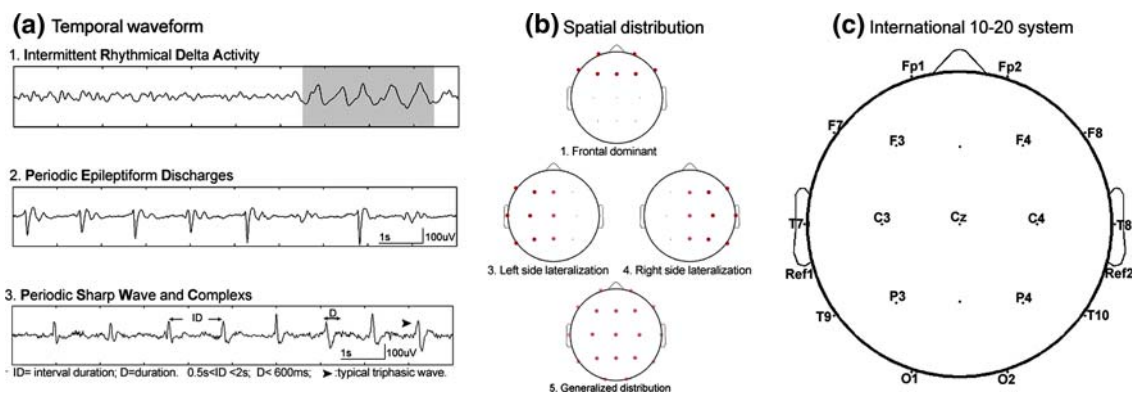 (a) Temporal waveform
1. Intermittent Rhythmical Delta Activity
2. Periodic Epileptiform Discharges
1s
100uV
3. Periodic Sharp Wave and Complexs
ID
D
1s
100uV
ID= interval duration; D=duration. 0.5s<ID <2s; D< 600ms; ➤:typical triphasic wave.
(b) Spatial distribution
1. Frontal dominant
3. Left side lateralization
4. Right side lateralization
5. Generalized distribution
(c) International 10-20 system
Fp1 Fp2
F7 F3 F4 F8
T7 C3 Cz C4 T8
Ref1 Ref2
T9 P3 P4 T10
O1 O2